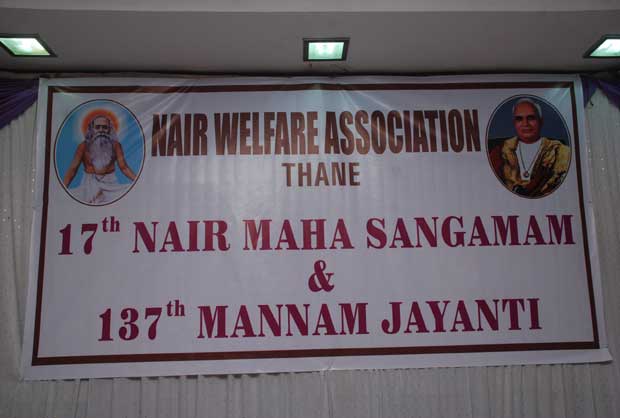 NAIR WELFARE ASSOCIATION
THANE
17th NAIR MAHA SANGAMAM
&
137th MANNAM JAYANTI